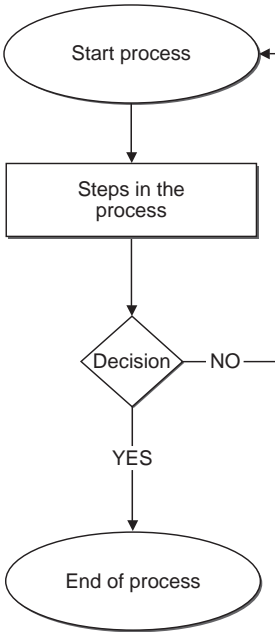 Start process
Steps in the
process
Decision
NO
YES
End of process